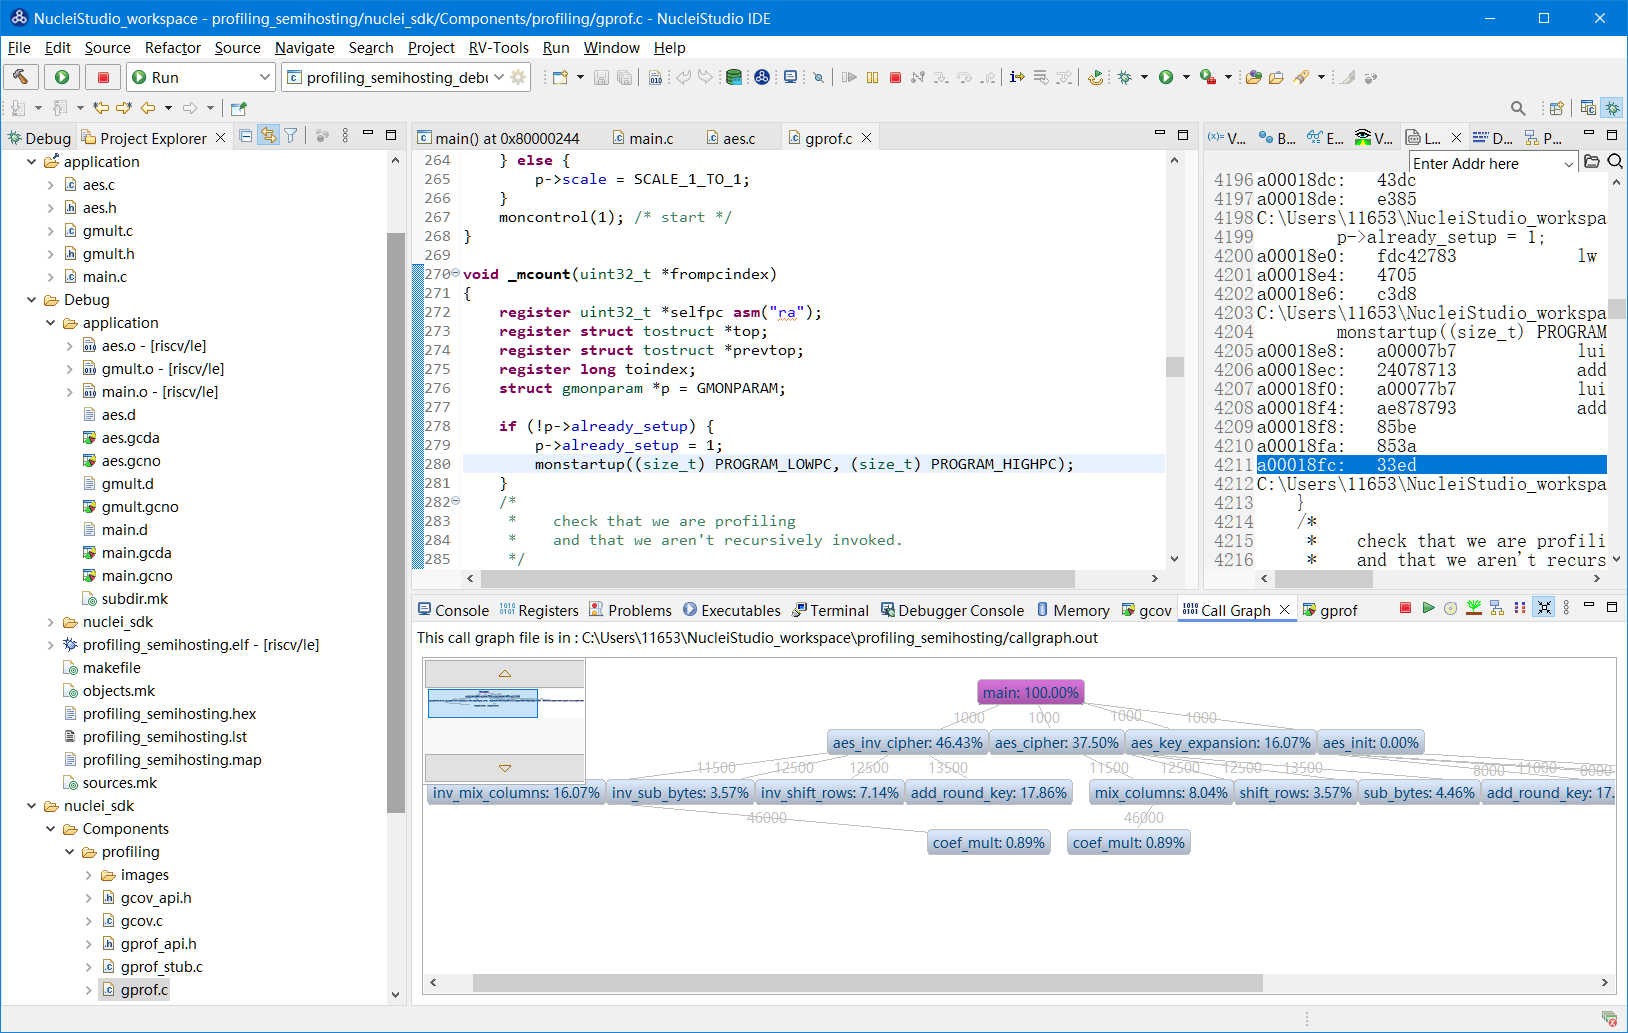 NucleiStudio_workspace - profiling_semihosting/nuclei_sdk/Components/profiling/gprof.c - NucleiStudio IDE
File Edit Source Refactor Source Navigate Search Project RV-Tools Run Window Help
Run
profiling_semihosting_debu
Debug
Project Explorer
application
aes.c
aes.h
gmult.c
gmult.h
main.c
Debug
application
aes.o - [riscv/le]
gmult.o - [riscv/le]
main.o - [riscv/le]
aes.d
aes.gcda
aes.gcno
gmult.d
gmult.gcno
main.d
main.gcda
main.gcno
subdir.mk
nuclei_sdk
profiling_semihosting.elf - [riscv/le]
makefile
objects.mk
profiling_semihosting.hex
profiling_semihosting.lst
profiling_semihosting.map
sources.mk
nuclei_sdk
Components
profiling
images
gcov_api.h
gcov.c
gprof_api.h
gprof_stub.c
gprof.c
main() at 0x80000244
main.c
aes.c
gprof.c
264 } else {
265 p->scale = SCALE_1_TO_1;
266 }
267 moncontrol(1); /* start */
268 }
269
270 void _mcount(uint32_t *frompcindex)
271 {
272 register uint32_t *selfpc asm("ra");
273 register struct tostruct *top;
274 register struct tostruct *prevtop;
275 register long toindex;
276 struct gmonparam *p = GMONPARAM;
277
278 if (!p->already_setup) {
279 p->already_setup = 1;
280 monstartup((size_t) PROGRAM_LOWPC, (size_t) PROGRAM_HIGHPC);
281 }
282 /*
283 * check that we are profiling
284 * and that we aren't recursively invoked.
285 */
V... B... E... V... L... D... P...
Enter Addr here
4196 a00018dc: 43dc
4197 a00018de: e385
4198 C:\Users\11653\NucleiStudio_workspa
4199 p->already_setup = 1;
4200 a00018e0: fdc42783 lw
4201 a00018e4: 4705
4202 a00018e6: c3d8
4203 C:\Users\11653\NucleiStudio_workspa
4204 monstartup((size_t) PROGRAM
4205 a00018e8: a00007b7 lui
4206 a00018ec: 24078713 add
4207 a00018f0: a00077b7 lui
4208 a00018f4: ae878793 add
4209 a00018f8: 85be
4210 a00018fa: 853a
4211 a00018fc: 33ed
4212 C:\Users\11653\NucleiStudio_workspa
4213 }
4214 /*
4215 * check that we are profili
4216 * and that we aren't recurs
Console Registers Problems Executables Terminal Debugger Console Memory gcov Call Graph gprof
This call graph file is in : C:\Users\11653\NucleiStudio_workspace\profiling_semihosting/callgraph.out
main: 100.00%
1000 1000 1000 1000
aes_inv_cipher: 46.43% aes_cipher: 37.50% aes_key_expansion: 16.07% aes_init: 0.00%
11500 12500 12500 13500 11500 12500 12500 13500 8000 11000 8000
inv_mix_columns: 16.07% inv_sub_bytes: 3.57% inv_shift_rows: 7.14% add_round_key: 17.86% mix_columns: 8.04% shift_rows: 3.57% sub_bytes: 4.46% add_round_key: 17.
46000 46000
coef_mult: 0.89% coef_mult: 0.89%